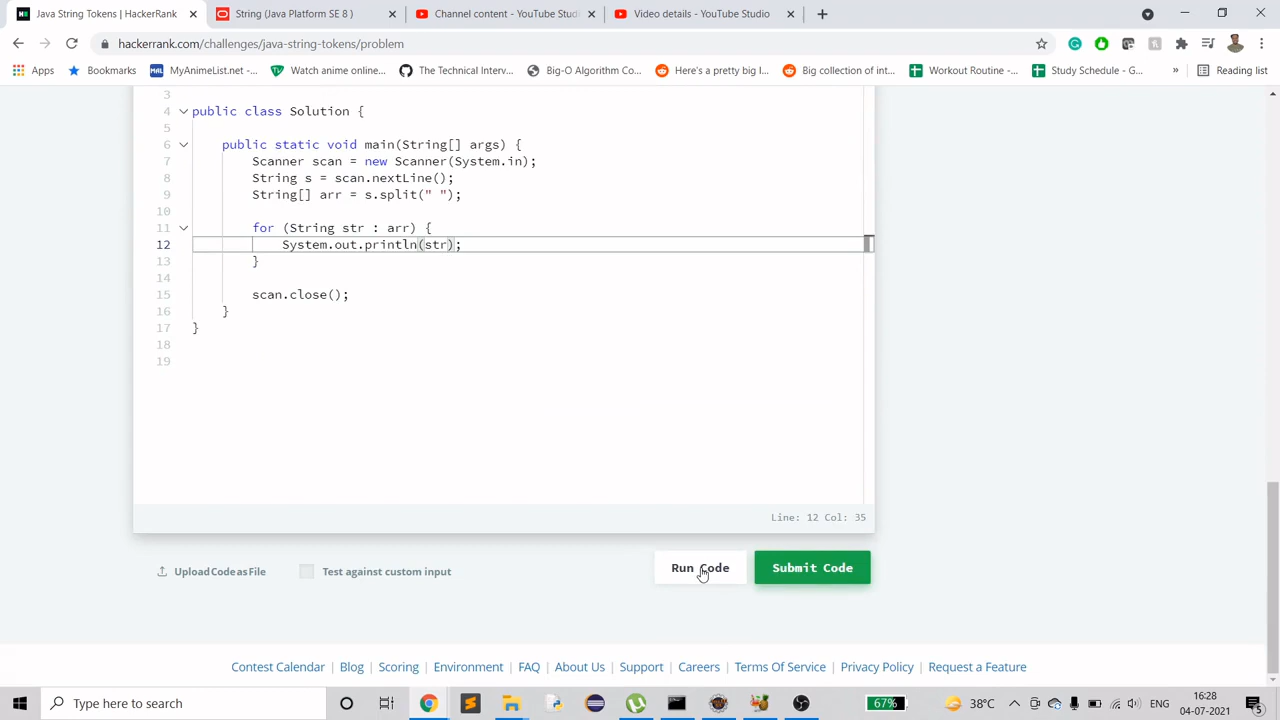 Java String Tokens | HackerRank
String (Java Platform SE 8 )
Channel content - YouTube Studi
Video details - YouTube Studio
hackerrank.com/challenges/java-string-tokens/problem
Apps
Bookmarks
MyAnimeList.net -...
Watch anime online...
The Technical Interv...
Big-O Algorithm Co...
Here's a pretty big l...
Big collection of int...
Workout Routine -...
Study Schedule - G...
»
Reading list
3
4 public class Solution {
5
6 public static void main(String[] args) {
7 Scanner scan = new Scanner(System.in);
8 String s = scan.nextLine();
9 String[] arr = s.split(" ");
10
11 for (String str : arr) {
12 System.out.println(str);
13 }
14
15 scan.close();
16 }
17 }
18
19
Line: 12 Col: 35
Upload Code as File
Test against custom input
Run Code
Submit Code
Contest Calendar | Blog | Scoring | Environment | FAQ | About Us | Support | Careers | Terms Of Service | Privacy Policy | Request a Feature
Type here to search
67%
38°C
ENG
16:28
04-07-2021
5